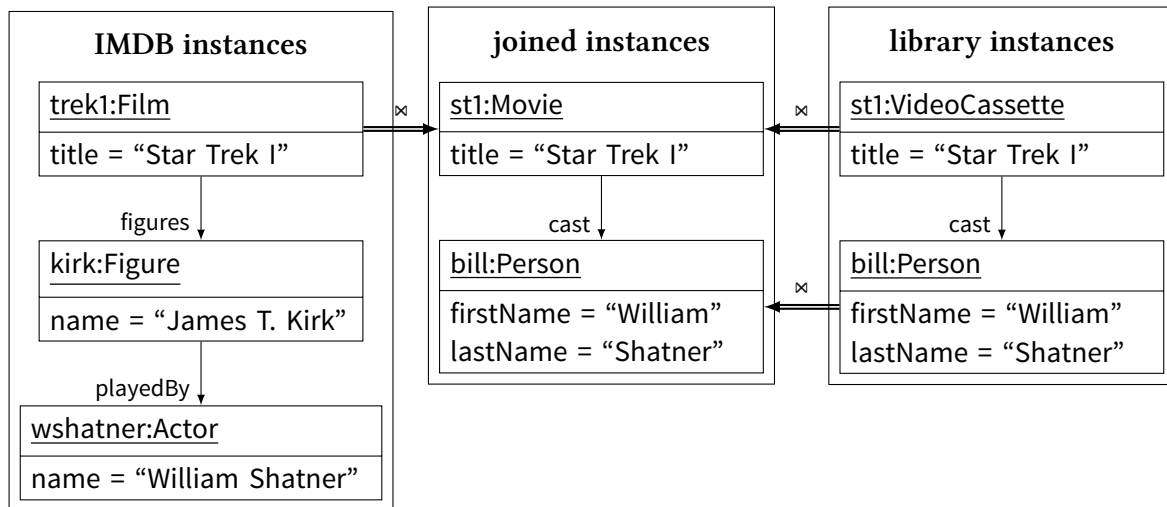 IMDB instances
trek1:Film
title = “Star Trek I”
figures
kirk:Figure
name = “James T. Kirk”
playedBy
wshatner:Actor
name = “William Shatner”
⋈
joined instances
st1:Movie
title = “Star Trek I”
cast
bill:Person
firstName = “William”
lastName = “Shatner”
⋈
⋈
library instances
st1:VideoCassette
title = “Star Trek I”
cast
bill:Person
firstName = “William”
lastName = “Shatner”